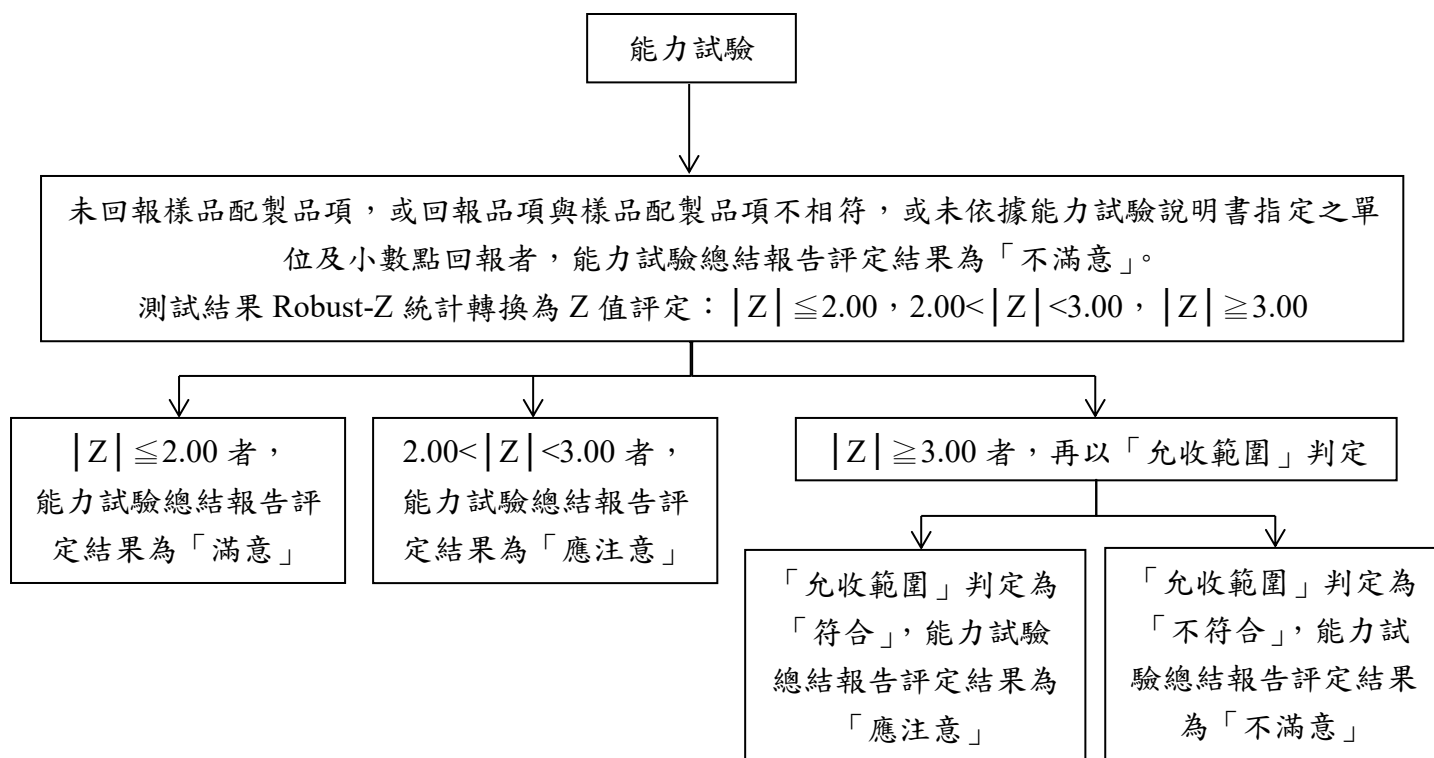 能力試驗
未回報樣品配製品項，或回報品項與樣品配製品項不相符，或未依據能力試驗說明書指定之單
位及小數點回報者，能力試驗總結報告評定結果為「不滿意」。
測試結果 Robust-Z 統計轉換為 Z 值評定：|Z|≦2.00，2.00<|Z|<3.00，|Z|≧3.00
|Z|≦2.00 者，
能力試驗總結報告評
定結果為「滿意」
2.00<|Z|<3.00 者，
能力試驗總結報告評
定結果為「應注意」
|Z|≧3.00 者，再以「允收範圍」判定
「允收範圍」判定為
「符合」，能力試驗
總結報告評定結果為
「應注意」
「允收範圍」判定為
「不符合」，能力試
驗總結報告評定結果
為「不滿意」